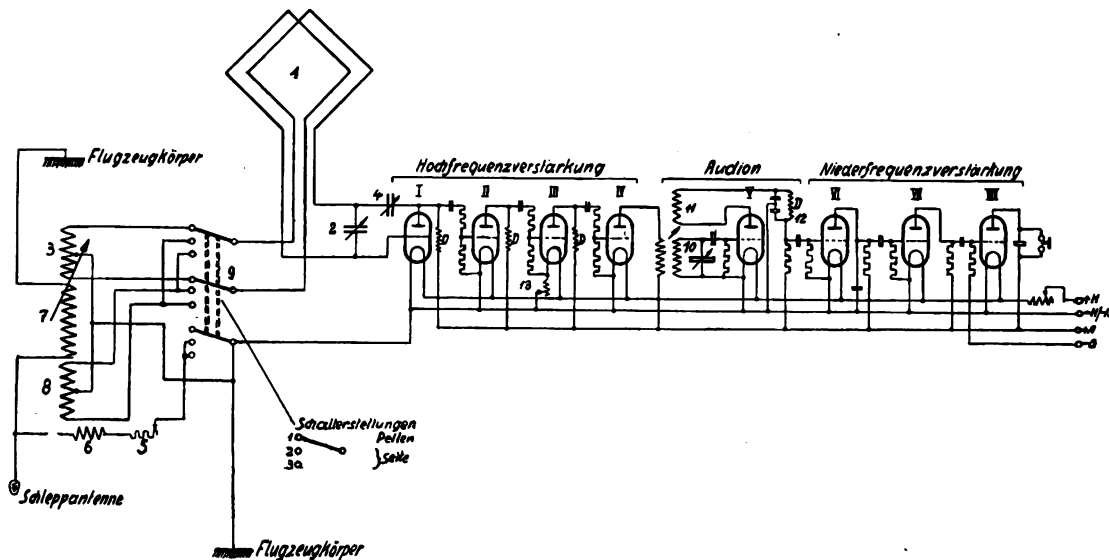 1
Flugzeugkörper
Hochfrequenzverstärkung
Audion
Niederfrequenzverstärkung
I II III IV V VI VII VIII
4
2
3
9
7
8
6 5
10
11
12
13
D D D D
Schalterstellungen
1 Peilen
2
3 } Seite
Schleppantenne
Flugzeugkörper
+H
-H/-A